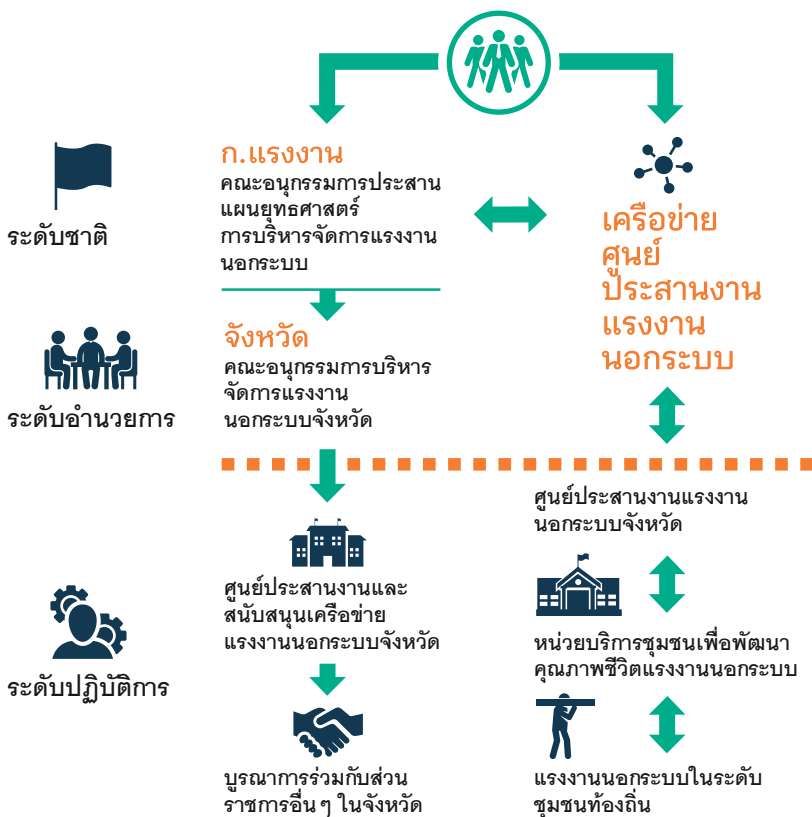 ระดับชาติ
ก.แรงงาน
คณะอนุกรรมการประสาน
แผนยุทธศาสตร์
การบริหารจัดการแรงงาน
นอกระบบ
เครือข่าย
ศูนย์
ประสานงาน
แรงงาน
นอกระบบ
ระดับอำนวยการ
จังหวัด
คณะอนุกรรมการบริหาร
จัดการแรงงาน
นอกระบบจังหวัด
ระดับปฏิบัติการ
ศูนย์ประสานงานและ
สนับสนุนเครือข่าย
แรงงานนอกระบบจังหวัด
บูรณาการร่วมกับส่วน
ราชการอื่น ๆ ในจังหวัด
ศูนย์ประสานงานแรงงาน
นอกระบบจังหวัด
หน่วยบริการชุมชนเพื่อพัฒนา
คุณภาพชีวิตแรงงานนอกระบบ
แรงงานนอกระบบในระดับ
ชุมชนท้องถิ่น